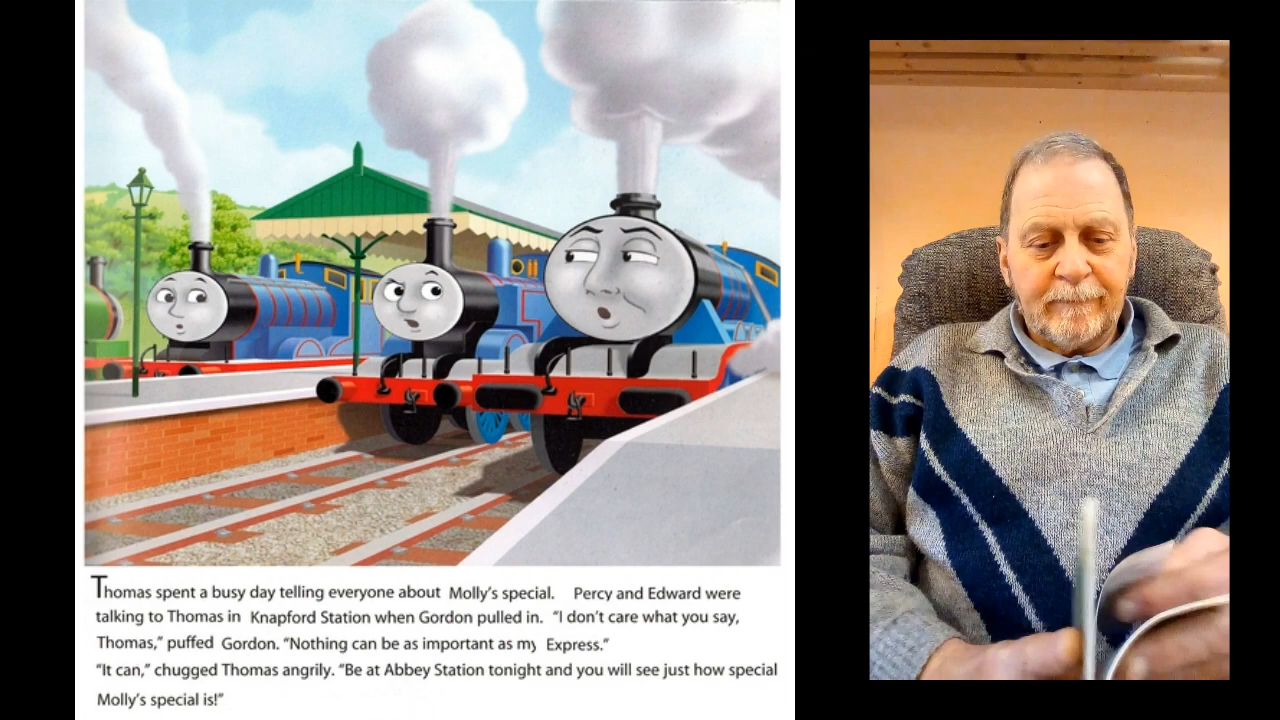 Thomas spent a busy day telling everyone about Molly's special. Percy and Edward were
talking to Thomas in Knapford Station when Gordon pulled in. "I don't care what you say,
Thomas," puffed Gordon. "Nothing can be as important as my Express."
"It can," chugged Thomas angrily. "Be at Abbey Station tonight and you will see just how special
Molly's special is!"